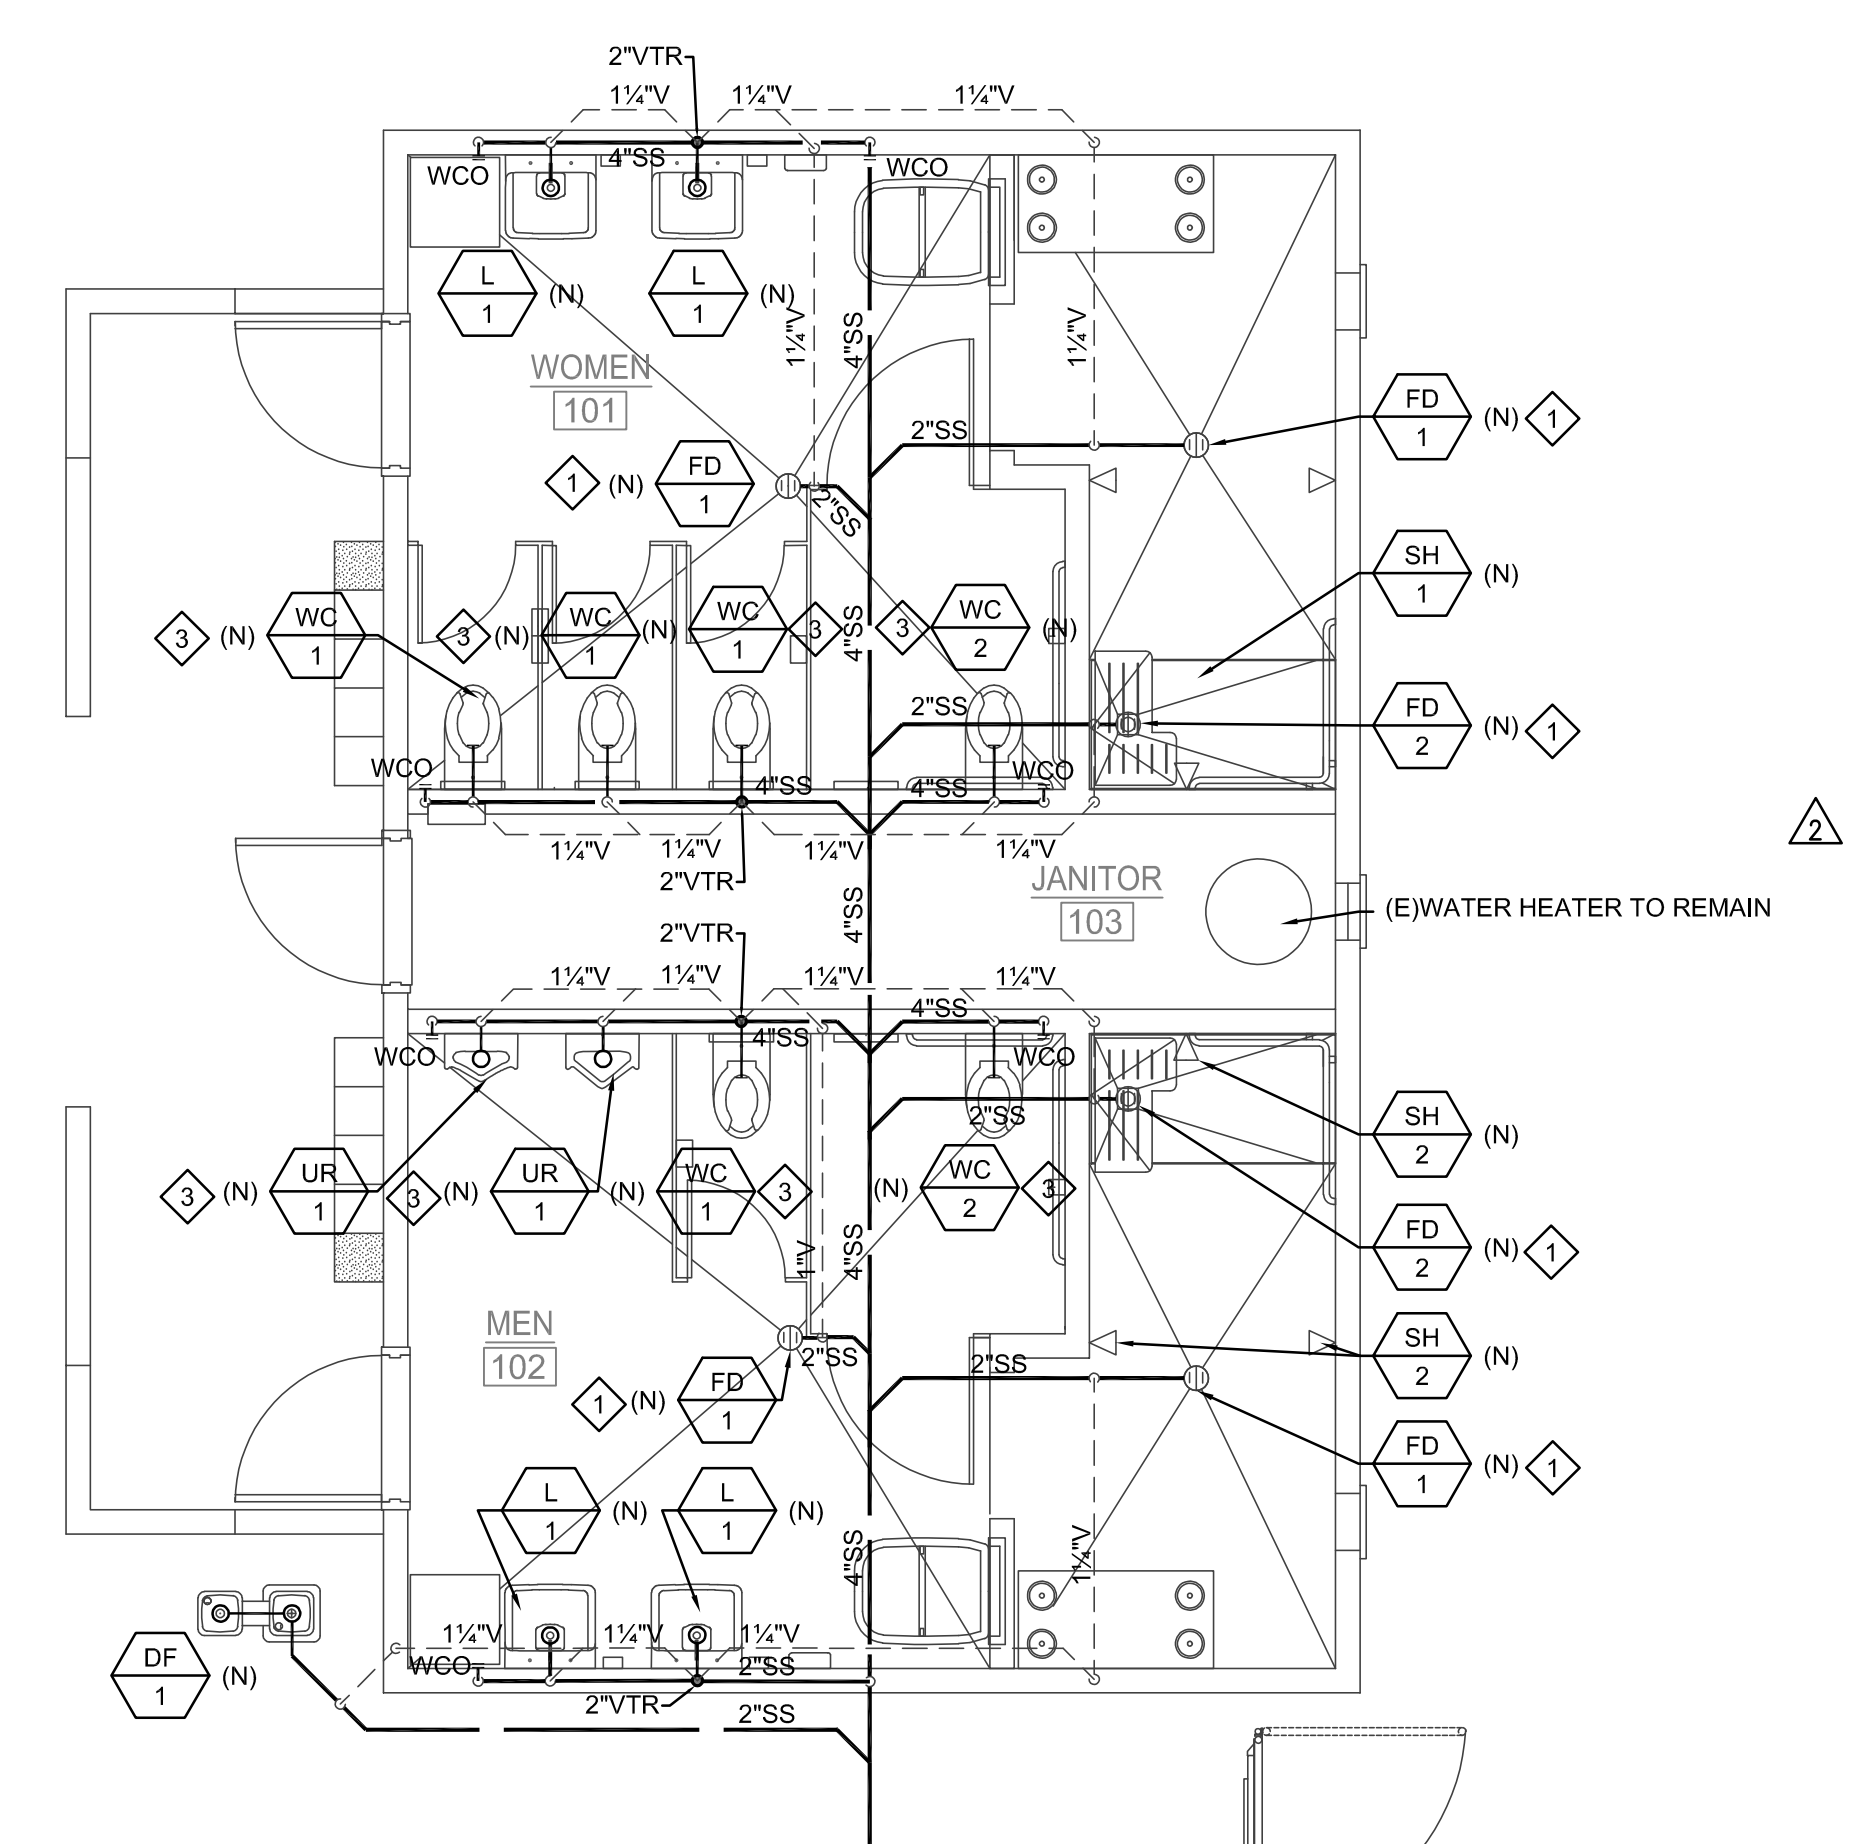 2"VTR
1¼"V 1¼"V 1¼"V
4"SS
WCO WCO
L
1
(N)
L
1
(N)
1¼"V
4"SS
1¼"V
WOMEN
101
2"SS
FD
1
(N) 1
1 (N)
FD
1
2"SS
SH
1
(N)
3 (N)
WC
1
3 (N)
WC
1
(N)
WC
1
3
4"SS
3
WC
2
(N)
2"SS
FD
2
(N) 1
WCO 4"SS 4"SS WCO
1¼"V 1¼"V 1¼"V 1¼"V
2"VTR
2
JANITOR
103
4"SS
(E)WATER HEATER TO REMAIN
2"VTR
1¼"V 1¼"V 1¼"V 1¼"V
4"SS 4"SS
WCO WCO
2"SS
SH
2
(N)
3 (N)
UR
1
3 (N)
UR
1
(N)
WC
1
3
(N)
WC
2
3
1"V
4"SS
FD
2
(N) 1
MEN
102
2"SS 2"SS
SH
2
(N)
1 (N)
FD
1
FD
1
(N) 1
L
1
(N)
L
1
(N)
4"SS
1¼"V
1¼"V 1¼"V 1¼"V
WCO 2"SS
DF
1
(N)
2"VTR 2"SS